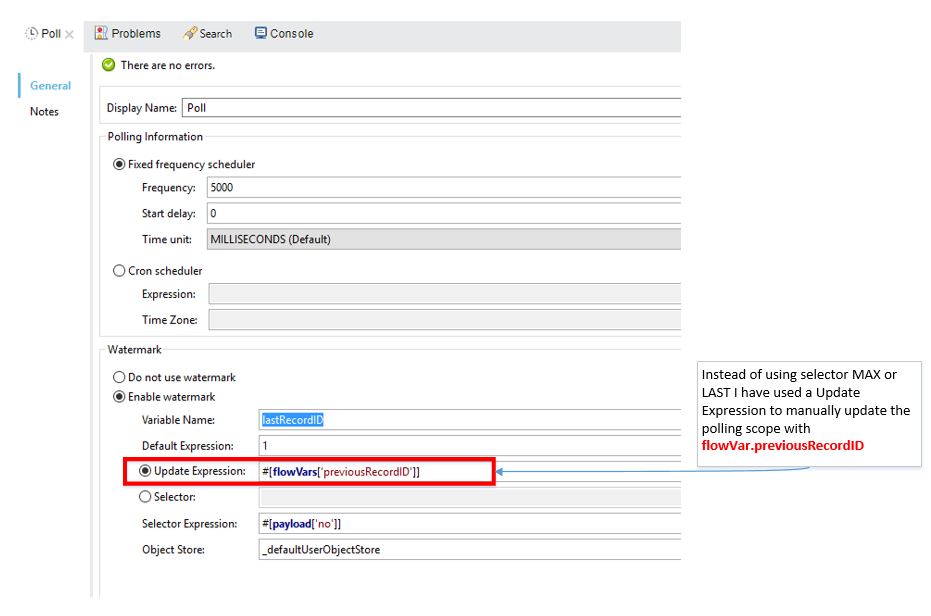 Poll Problems Search Console
There are no errors.
General
Notes
Display Name: Poll
Polling Information
Fixed frequency scheduler
Frequency: 5000
Start delay: 0
Time unit: MILLISECONDS (Default)
Cron scheduler
Expression:
Time Zone:
Watermark
Do not use watermark
Enable watermark
Variable Name: lastRecordID
Default Expression: 1
Update Expression: #[flowVars['previousRecordID']]
Selector:
Selector Expression: #[payload['no']]
Object Store: _defaultUserObjectStore
Instead of using selector MAX or
LAST I have used a Update
Expression to manually update the
polling scope with
flowVar.previousRecordID